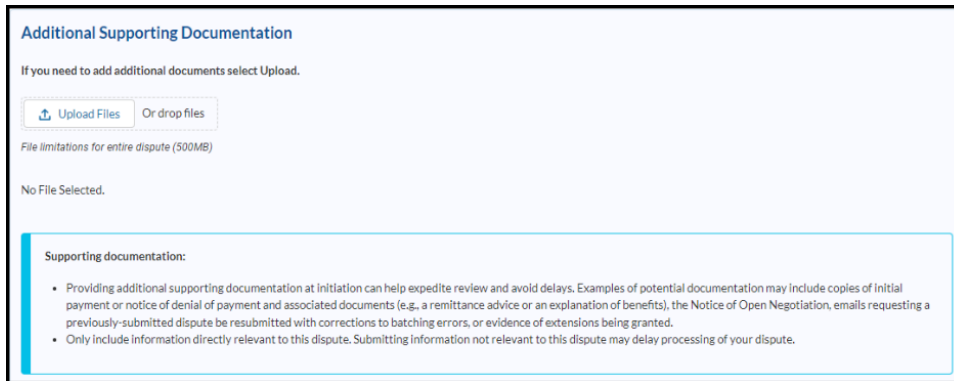 Additional Supporting Documentation
If you need to add additional documents select Upload.
Upload Files Or drop files
File limitations for entire dispute (500MB)
No File Selected.
Supporting documentation:
• Providing additional supporting documentation at initiation can help expedite review and avoid delays. Examples of potential documentation may include copies of initial
payment or notice of denial of payment and associated documents (e.g., a remittance advice or an explanation of benefits), the Notice of Open Negotiation, emails requesting a
previously-submitted dispute be resubmitted with corrections to batching errors, or evidence of extensions being granted.
• Only include information directly relevant to this dispute. Submitting information not relevant to this dispute may delay processing of your dispute.